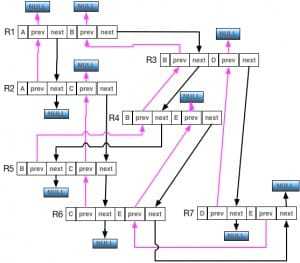 NULL NULL
R1 A prev next B prev next
NULL
R3 B prev next D prev next
NULL NULL
R2 A prev next C prev next
NULL
R4 B prev next E prev next
NULL
R5 B prev next C prev next
NULL
NULL
R6 C prev next E prev next
R7 D prev next E prev next
NULL
NULL